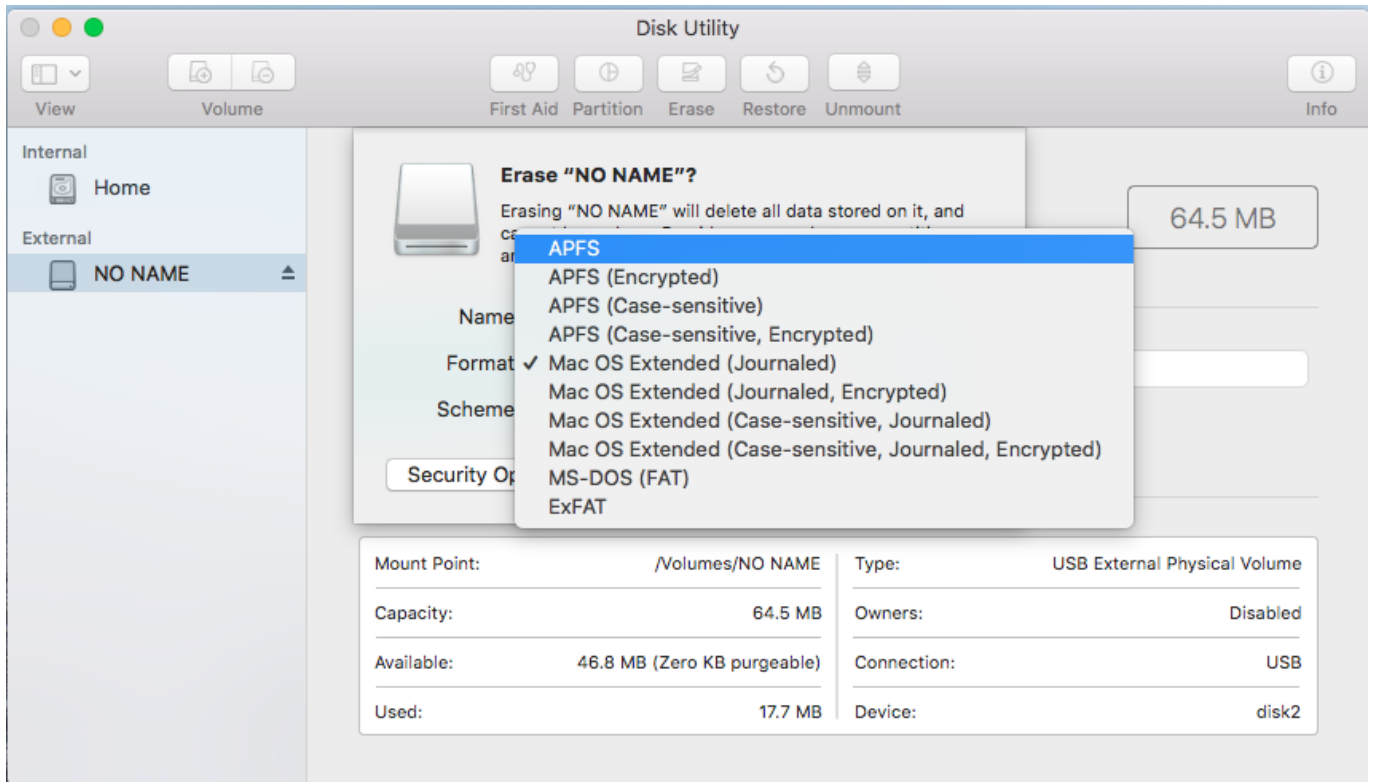 Disk Utility
View
Volume
First Aid
Partition
Erase
Restore
Unmount
Info
Internal
Home
External
NO NAME
Erase “NO NAME”?
Erasing “NO NAME” will delete all data stored on it, and
64.5 MB
Name
Format
Scheme
Security Op
APFS
APFS (Encrypted)
APFS (Case-sensitive)
APFS (Case-sensitive, Encrypted)
✓ Mac OS Extended (Journaled)
Mac OS Extended (Journaled, Encrypted)
Mac OS Extended (Case-sensitive, Journaled)
Mac OS Extended (Case-sensitive, Journaled, Encrypted)
MS-DOS (FAT)
ExFAT
Mount Point: /Volumes/NO NAME
Type: USB External Physical Volume
Capacity: 64.5 MB
Owners: Disabled
Available: 46.8 MB (Zero KB purgeable)
Connection: USB
Used: 17.7 MB
Device: disk2